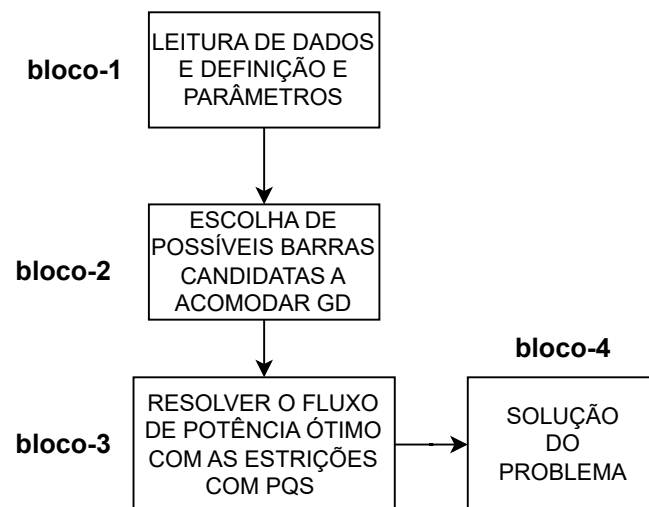 LEITURA DE DADOS
E DEFINIÇÃO E
PARÂMETROS
bloco-1
ESCOLHA DE
POSSÍVEIS BARRAS
CANDIDATAS A
ACOMODAR GD
bloco-2
RESOLVER O FLUXO
DE POTÊNCIA ÓTIMO
COM AS ESTRIÇÕES
COM PQS
bloco-3
bloco-4
SOLUÇÃO
DO
PROBLEMA